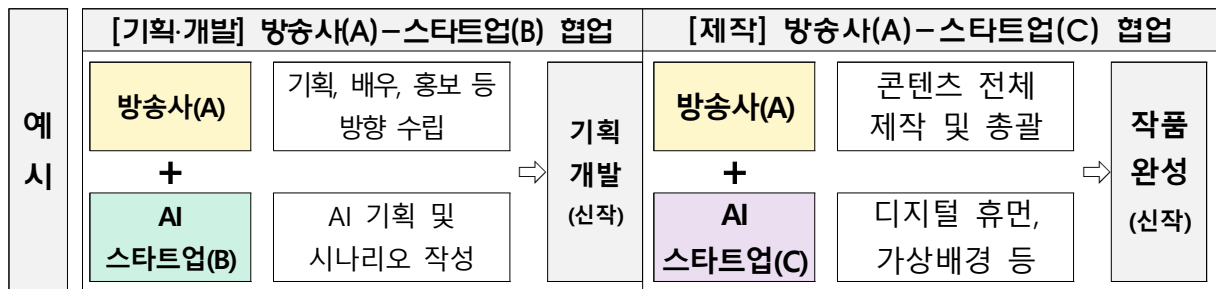 예
시
[기획·개발] 방송사(A)－스타트업(B) 협업
방송사(A)
기획, 배우, 홍보 등
방향 수립
+
AI
스타트업(B)
AI 기획 및
시나리오 작성
⇨
기획
개발
(신작)
[제작] 방송사(A)－스타트업(C) 협업
방송사(A)
콘텐츠 전체
제작 및 총괄
+
AI
스타트업(C)
디지털 휴먼,
가상배경 등
⇨
작품
완성
(신작)